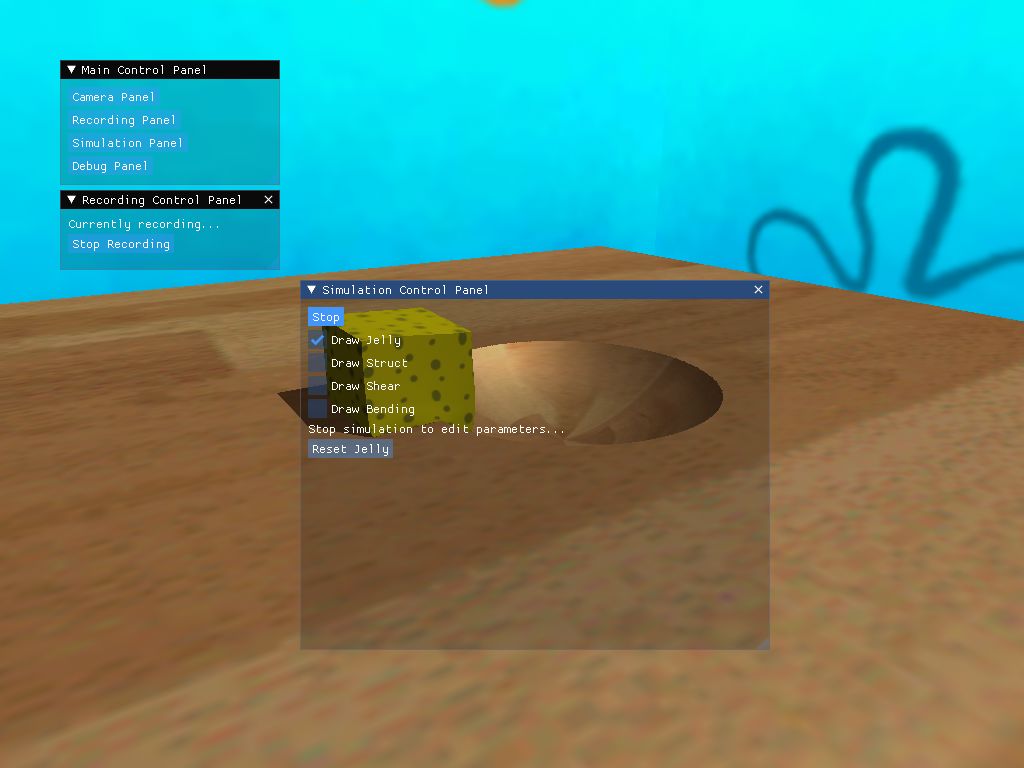 Main Control Panel
Camera Panel
Recording Panel
Simulation Panel
Debug Panel
Recording Control Panel
Currently recording...
Stop Recording
Simulation Control Panel
Stop
Draw Jelly
Draw Struct
Draw Shear
Draw Bending
Stop simulation to edit parameters...
Reset Jelly